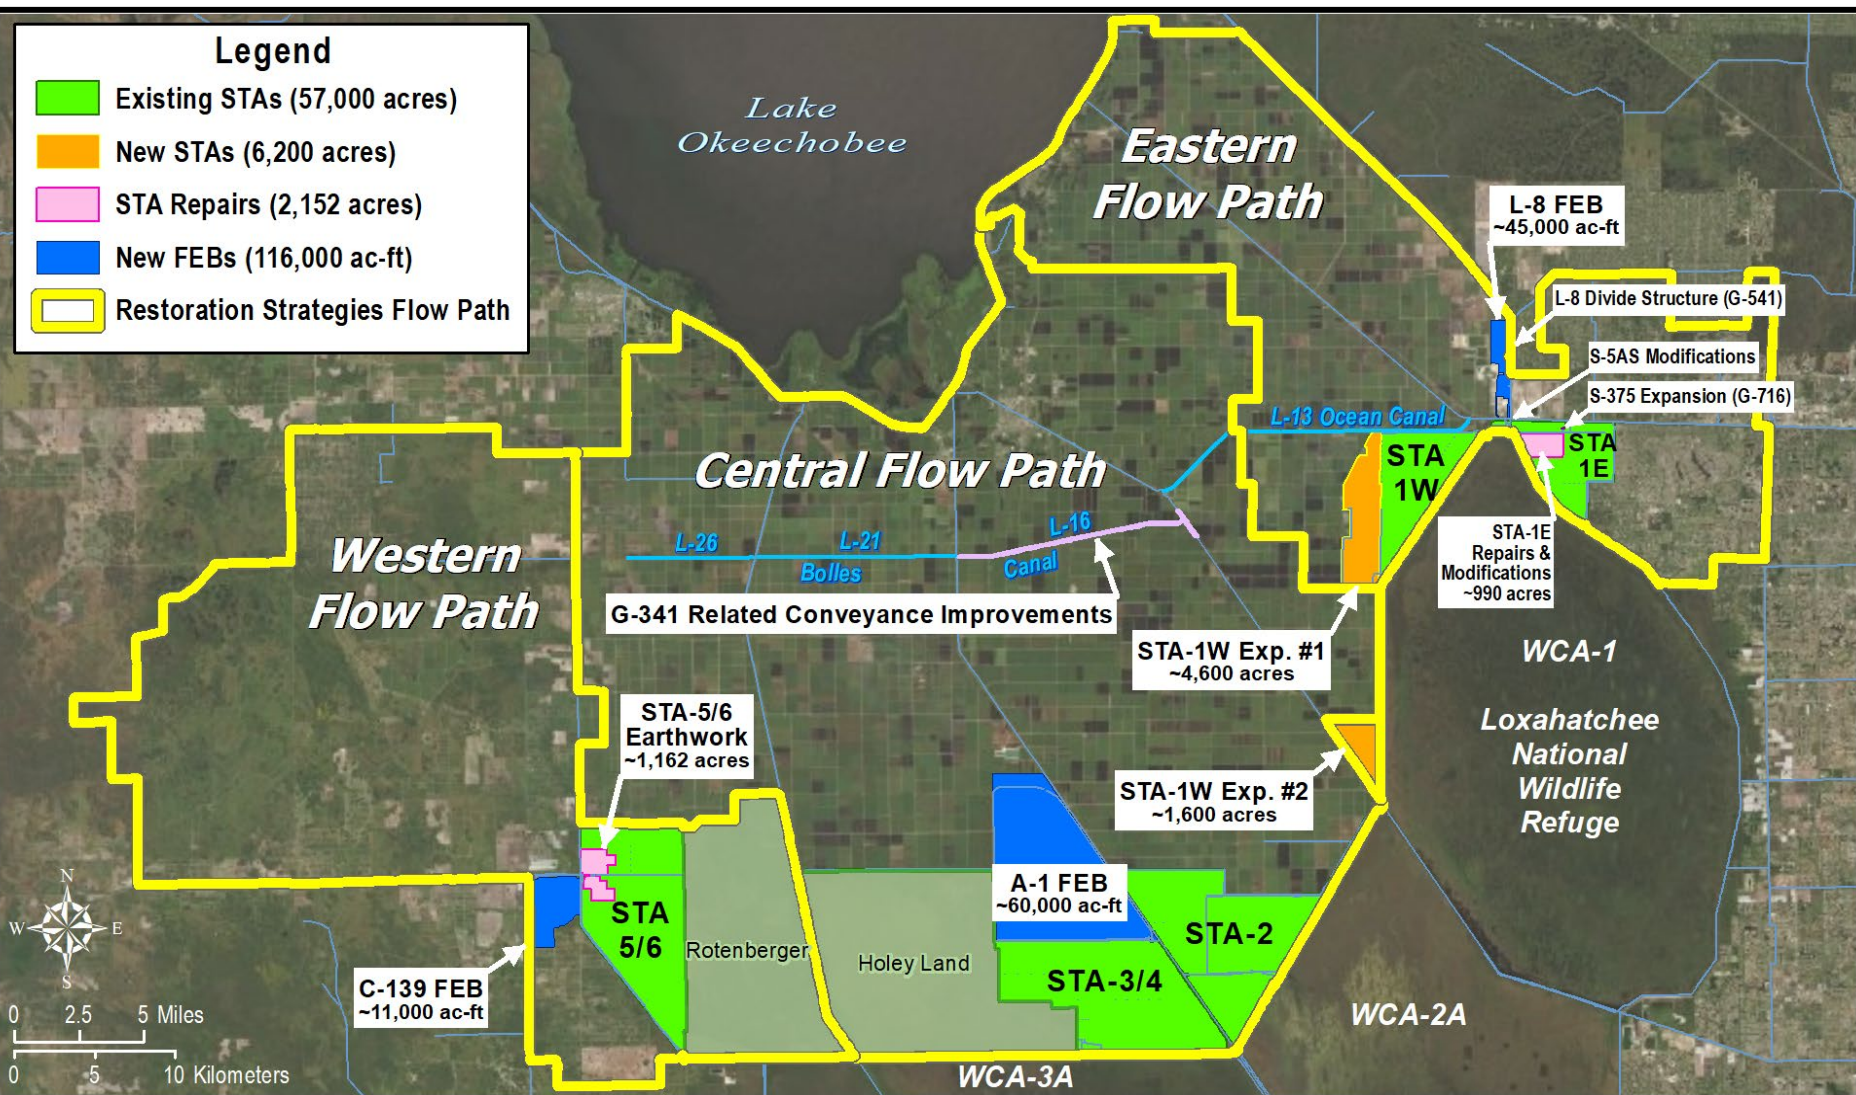 Legend
Existing STAs (57,000 acres)
New STAs (6,200 acres)
STA Repairs (2,152 acres)
New FEBs (116,000 ac-ft)
Restoration Strategies Flow Path
Lake
Okeechobee
Eastern
Flow Path
L-8 FEB
~45,000 ac-ft
L-8 Divide Structure (G-541)
S-5AS Modifications
S-375 Expansion (G-716)
L-13 Ocean Canal
STA
1W
STA
1E
Central Flow Path
L-26
L-21
L-16
Bolles
Canal
G-341 Related Conveyance Improvements
Western
Flow Path
STA-1E
Repairs &
Modifications
~990 acres
STA-1W Exp. #1
~4,600 acres
WCA-1
Loxahatchee
National
Wildlife
Refuge
STA-5/6
Earthwork
~1,162 acres
STA-1W Exp. #2
~1,600 acres
A-1 FEB
~60,000 ac-ft
STA
5/6
Rotenberger
Holey Land
STA-2
STA-3/4
C-139 FEB
~11,000 ac-ft
WCA-2A
WCA-3A
N
W
E
S
0 2.5 5 Miles
0 5 10 Kilometers